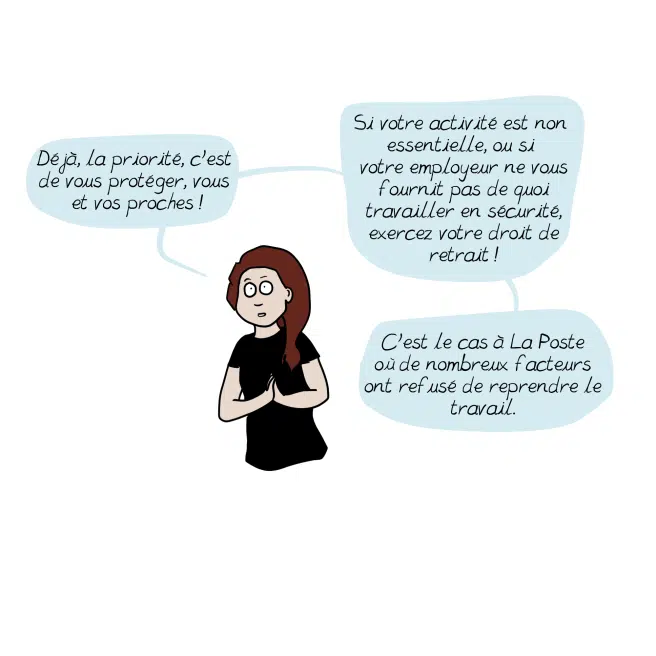 Déjà, la priorité, c'est
de vous protéger, vous
et vos proches !
Si votre activité est non
essentielle, ou si
votre employeur ne vous
fournit pas de quoi
travailler en sécurité,
exercez votre droit de
retrait !
C'est le cas à La Poste
où de nombreux facteurs
ont refusé de reprendre le
travail.